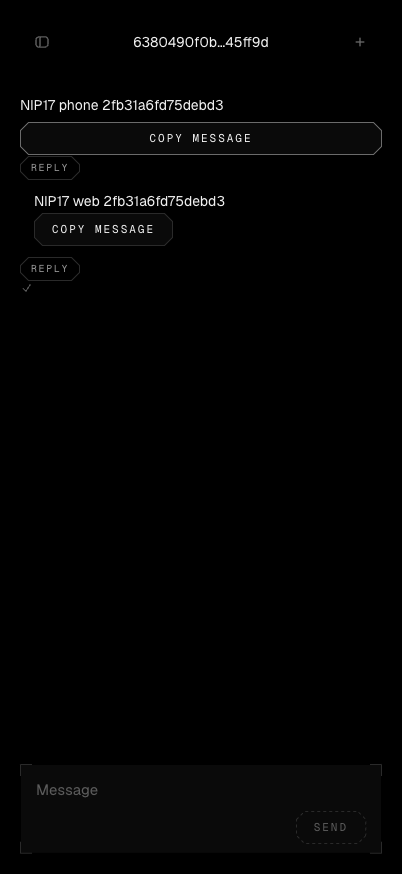 6380490f0b…45ff9d
NIP17 phone 2fb31a6fd75debd3
COPY MESSAGE
REPLY
NIP17 web 2fb31a6fd75debd3
COPY MESSAGE
REPLY
Message
SEND